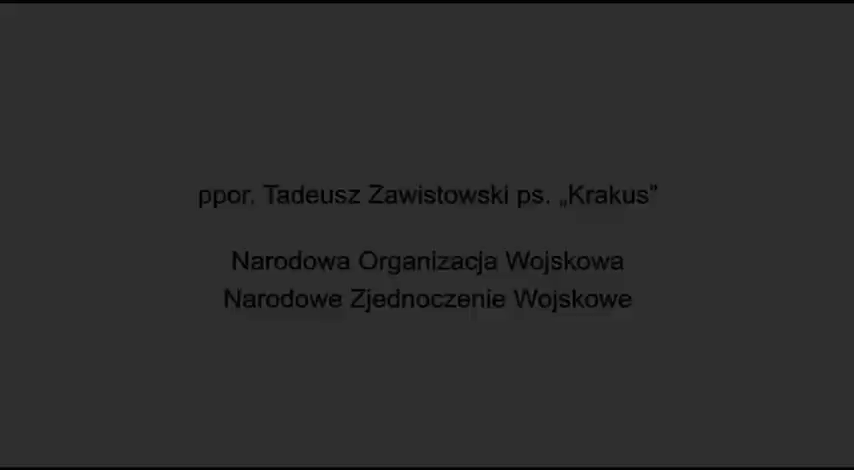 ppor. Tadeusz Zawistowski ps. „Krakus”
Narodowa Organizacja Wojskowa
Narodowe Zjednoczenie Wojskowe